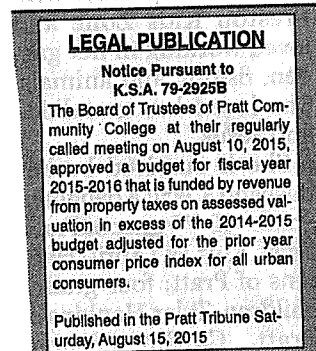 LEGAL PUBLICATION
Notice Pursuant to
K.S.A. 79-2925B
The Board of Trustees of Pratt Com-
munity College at their regularly
called meeting on August 10, 2015,
approved a budget for fiscal year
2015-2016 that is funded by revenue
from property taxes on assessed val-
uation in excess of the 2014-2015
budget adjusted for the prior year
consumer price index for all urban
consumers.
Published in the Pratt Tribune Sat-
urday, August 15, 2015